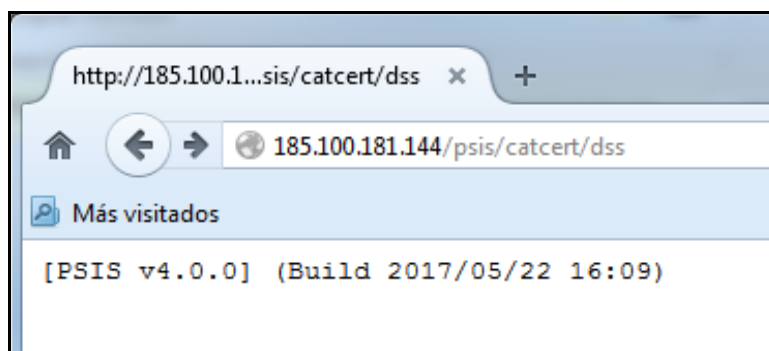 http://185.100.1...sis/catcert/dss
185.100.181.144/psis/catcert/dss
Más visitados
[PSIS v4.0.0] (Build 2017/05/22 16:09)